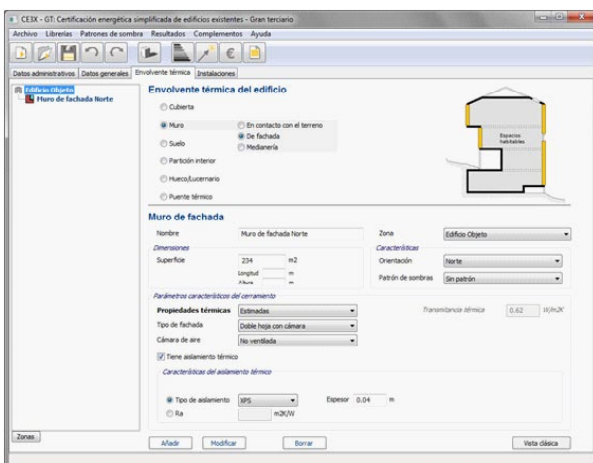 CE3X - GT: Certificación energética simplificada de edificios existentes - Gran terciario
Archivo Librerías Patrones de sombra Resultados Complementos Ayuda
Datos administrativos Datos generales Envolvente térmica Instalaciones
Edificio Objeto
Muro de fachada Norte
Envolvente térmica del edificio
Cubierta
Muro
En contacto con el terreno
De fachada
Medianería
Suelo
Partición interior
Hueco/Lucernario
Puente térmico
Espacios
habitables
Muro de fachada
Nombre Muro de fachada Norte Zona Edificio Objeto
Dimensiones Características
Superficie 234 m2 Orientación Norte
Longitud m Patrón de sombras Sin patrón
Altura m
Parámetros característicos del cerramiento
Propiedades térmicas Estimadas Transmitancia térmica 0.62 W/m2K
Tipo de fachada Doble hoja con cámara
Cámara de aire No ventilada
Tiene aislamiento térmico
Características del aislamiento térmico
Tipo de aislamiento XPS Espesor 0.04 m
Ra m2K/W
Zonas
Añadir Modificar Borrar Vista clásica